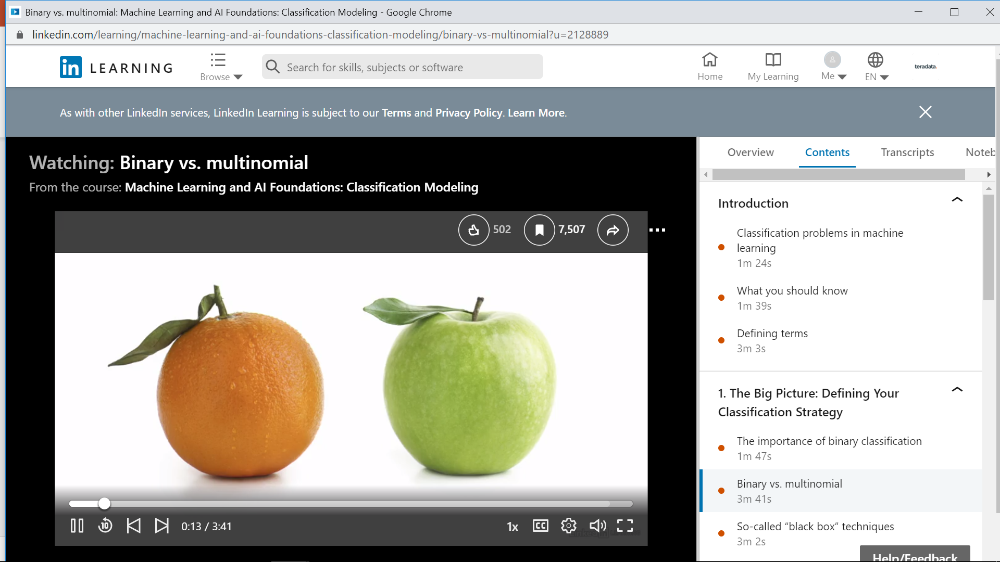 Binary vs. multinomial: Machine Learning and AI Foundations: Classification Modeling - Google Chrome
linkedin.com/learning/machine-learning-and-ai-foundations-classification-modeling/binary-vs-multinomial?u=2128889
in LEARNING
Browse
Search for skills, subjects or software
Home
My Learning
Me
EN
teradata.
As with other LinkedIn services, LinkedIn Learning is subject to our Terms and Privacy Policy. Learn More.
Watching: Binary vs. multinomial
From the course: Machine Learning and AI Foundations: Classification Modeling
502
7,507
10
0:13 / 3:41
1x
CC
Overview
Contents
Transcripts
Noteb
Introduction
Classification problems in machine
learning
1m 24s
What you should know
1m 39s
Defining terms
3m 3s
1. The Big Picture: Defining Your
Classification Strategy
The importance of binary classification
1m 47s
Binary vs. multinomial
3m 41s
So-called “black box” techniques
3m 2s
Help/Feedback